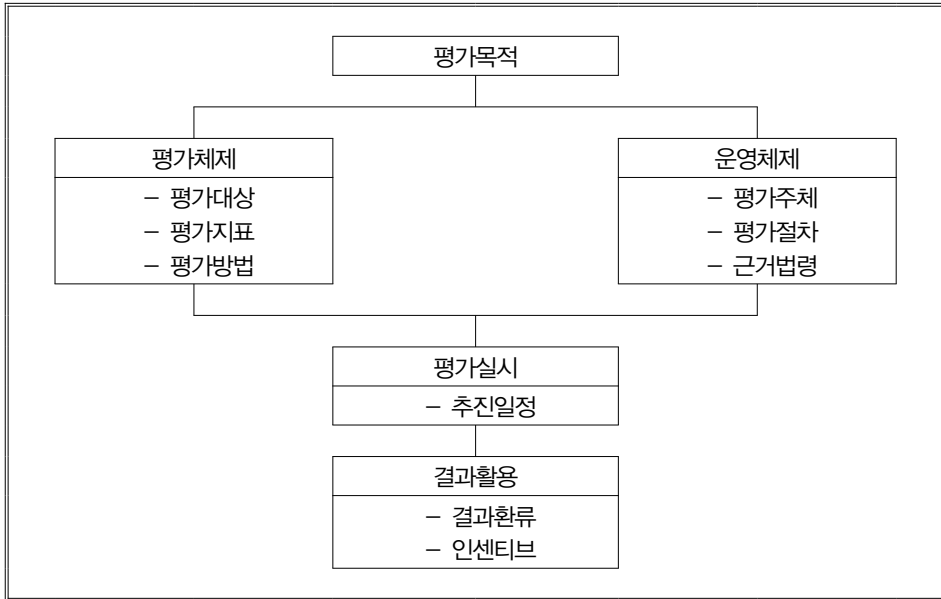 평가목적
평가체제
– 평가대상
– 평가지표
– 평가방법
운영체제
– 평가주체
– 평가절차
– 근거법령
평가실시
– 추진일정
결과활용
– 결과환류
– 인센티브